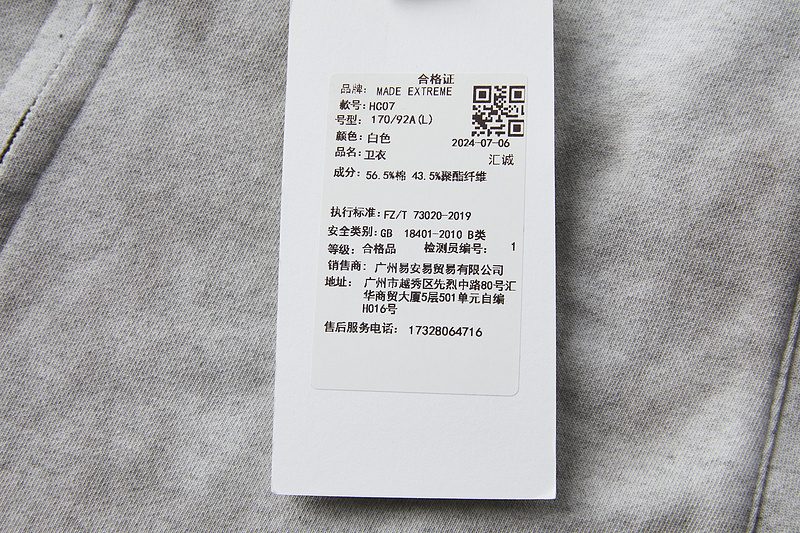 合格证
品牌: MADE EXTREME
款号:HG07
号型: 170/92A(L)
颜色:白色
2024-07-06
品名:卫衣
汇诚
成分: 56.5%棉 43.5%聚酯纤维
执行标准:FZ/T 73020-2019
安全类别:GB 18401-2010 B类
等级: 合格品 检测员编号: 1
销售商: 广州易安易贸易有限公司
地址: 广州市越秀区先烈中路80号汇
华商贸大厦5层501单元自编
H016号
售后服务电话: 17328064716